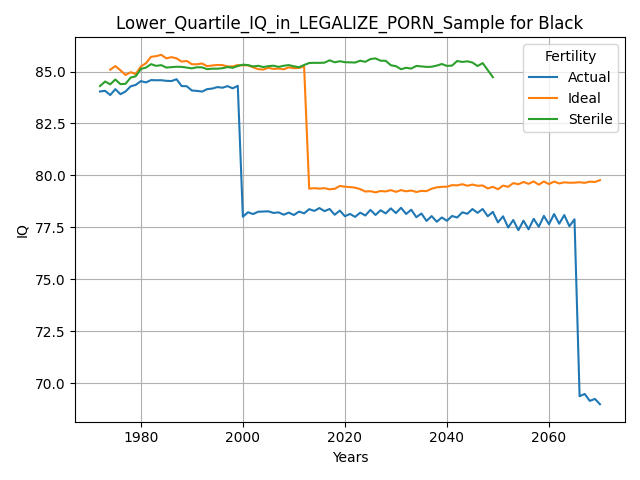 Lower_Quartile_IQ_in_LEGALIZE_PORN_Sample for Black
Fertility
Actual
Ideal
Sterile
IQ
85.0
82.5
80.0
77.5
75.0
72.5
70.0
1980 2000 2020 2040 2060
Years